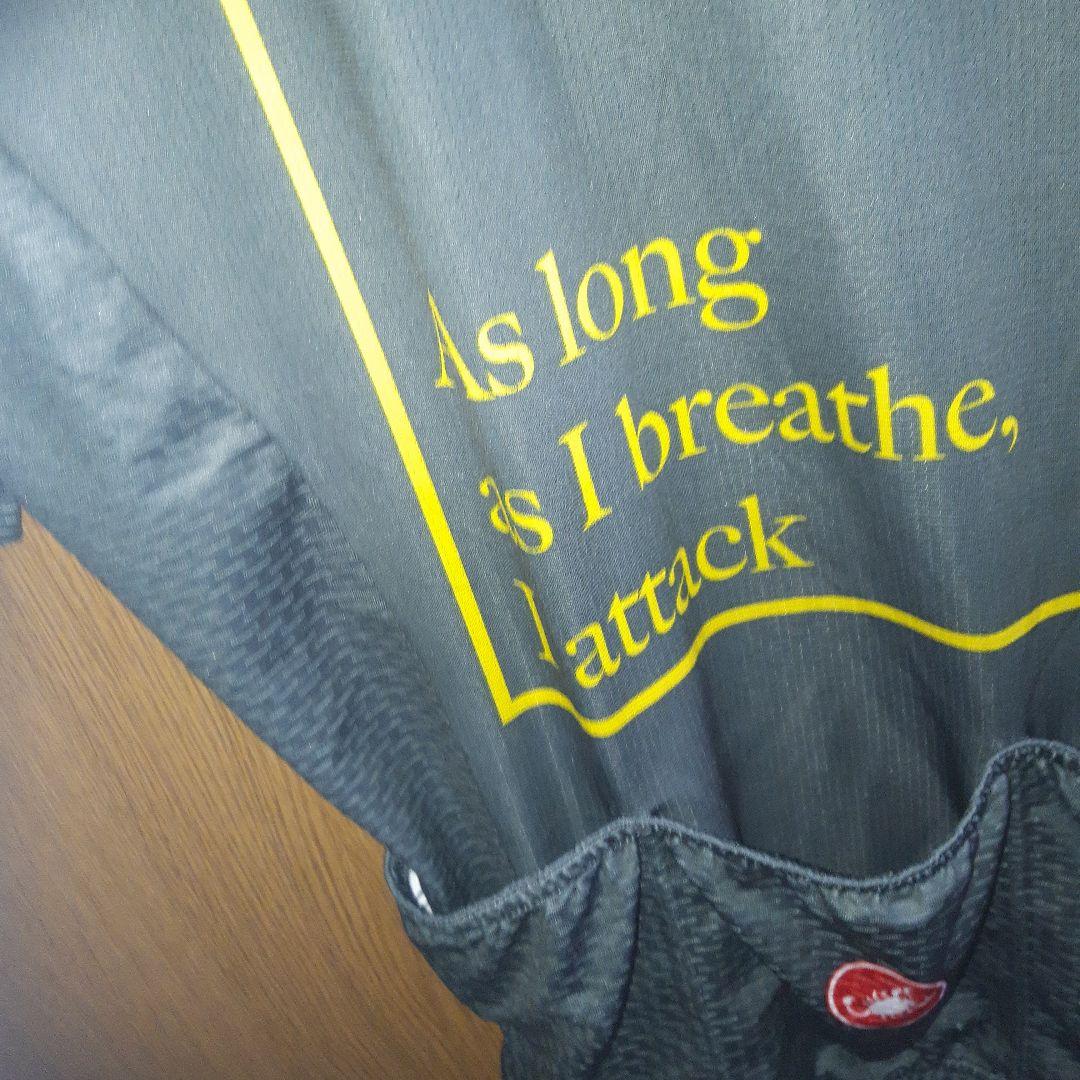 As long
as I breathe,
I attack